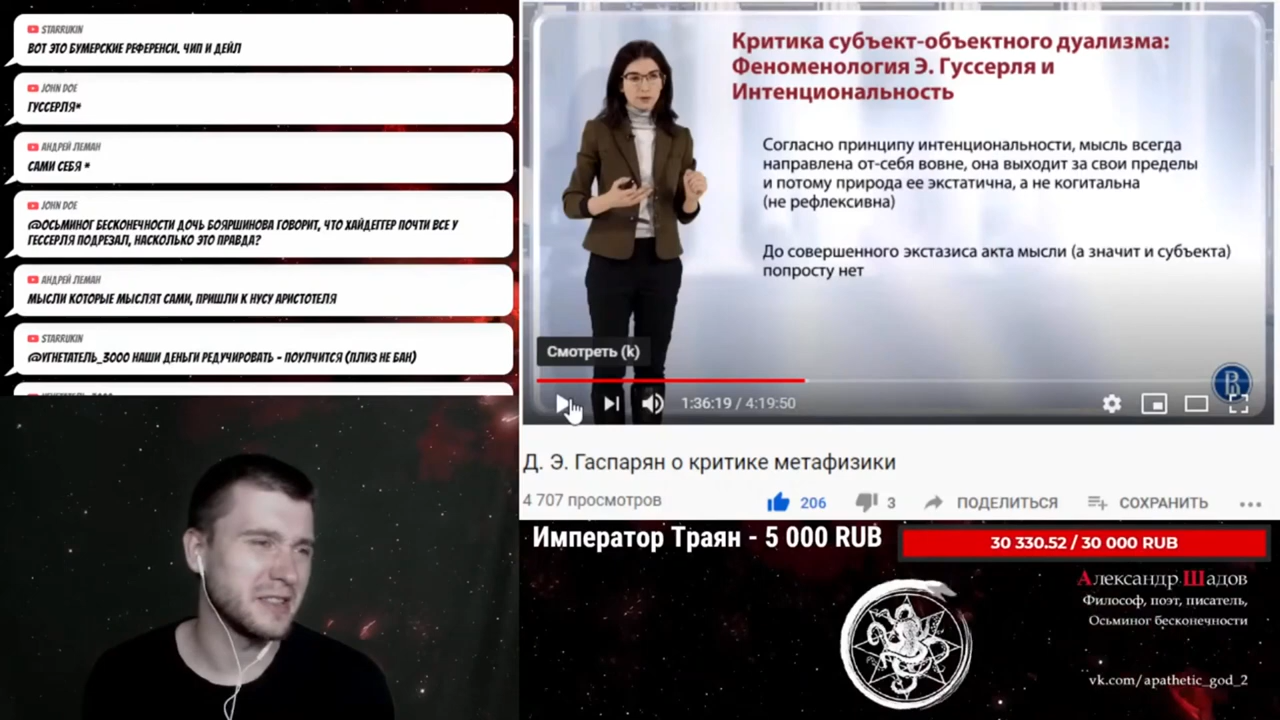 STARRUKIN
ВОТ ЭТО БУМЕРСКИЕ РЕФЕРЕНСИ. ЧИП И ДЕЙЛ
JOHN DOE
ГУССЕРЛЯ*
АНДРЕЙ ЛЕМАН
САМИ СЕБЯ *
JOHN DOE
@ОСЬМИНОГ БЕСКОНЕЧНОСТИ ДОЧЬ БОЯРШИНОВА ГОВОРИТ, ЧТО ХАЙДЕГГЕР ПОЧТИ ВСЕ У
ГЕССЕРЛЯ ПОДРЕЗАЛ, НАСКОЛЬКО ЭТО ПРАВДА?
АНДРЕЙ ЛЕМАН
МЫСЛИ КОТОРЫЕ МЫСЛЯТ САМИ, ПРИШЛИ К НУСУ АРИСТОТЕЛЯ
STARRUKIN
@УГНЕТАТЕЛЬ_3000 НАШИ ДЕНЬГИ РЕДУЧИРОВАТЬ - ПОУЛЧИТСЯ (ПЛИЗ НЕ БАН)
Критика субъект-объектного дуализма:
Феноменология Э. Гуссерля и
Интенциональность
Согласно принципу интенциональности, мысль всегда
направлена от-себя вовне, она выходит за свои пределы
и потому природа ее экстатична, а не когитальна
(не рефлексивна)
До совершенного экстазиса акта мысли (а значит и субъекта)
попросту нет
Смотреть (k)
1:36:19 / 4:19:50
Д. Э. Гаспарян о критике метафизики
4 707 просмотров
206
3
ПОДЕЛИТЬСЯ
СОХРАНИТЬ
Император Траян - 5 000 RUB
30 330.52 / 30 000 RUB
Александр Шадов
Философ, поэт, писатель,
Осьминог бесконечности
vk.com/apathetic_god_2